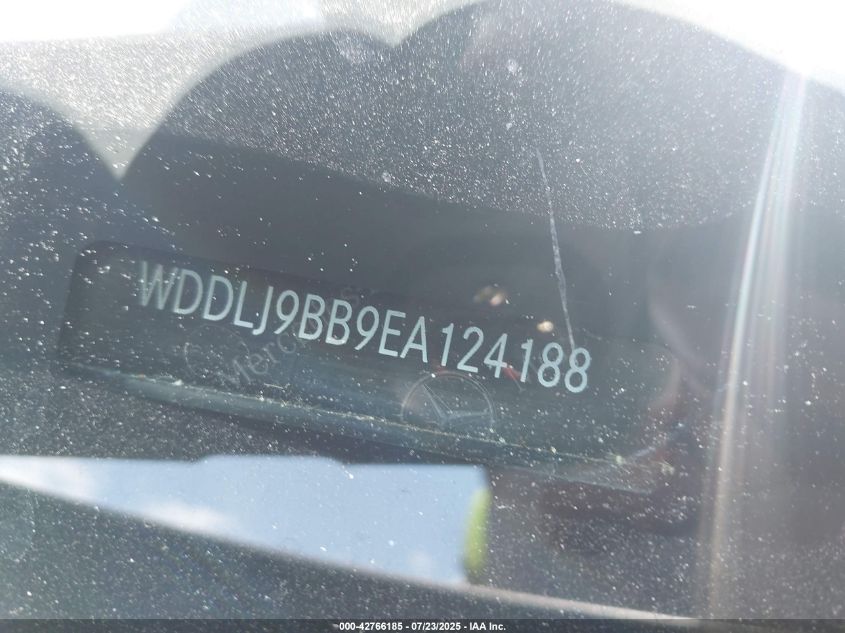 WDDLJ9BB9EA124188
000-42766185 - 07/23/2025 - IAA Inc.